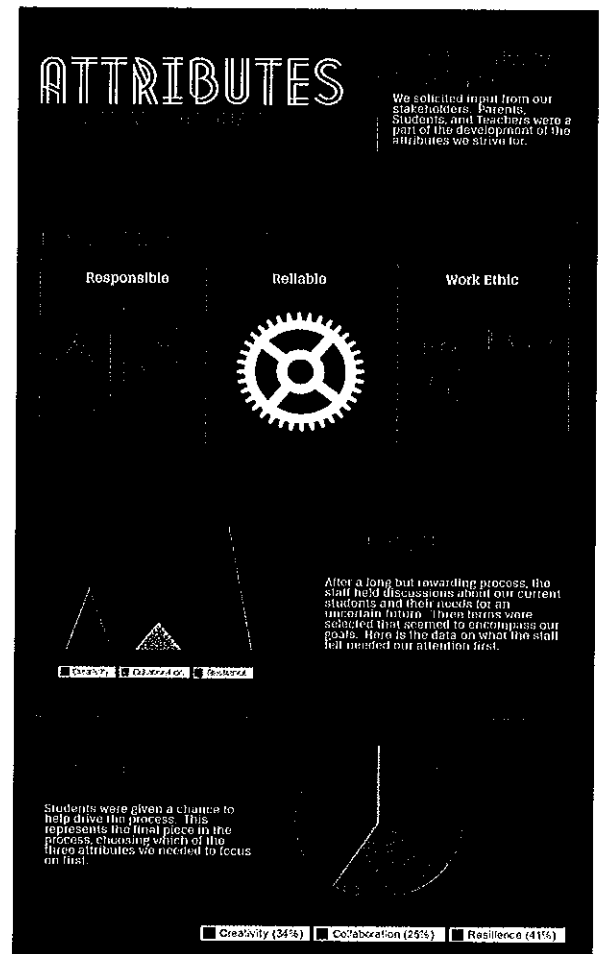 ATTRIBUTES
We solicited input from our
stakeholders. Parents,
Students, and Teachers were a
part of the development of the
attributes we strive for.
Responsible
Reliable
Work Ethic
After a long but rewarding process, the
staff held discussions about our current
students and their needs for an
uncertain future. Three terms were
selected that seemed to encompass our
goals. Here is the data on what the staff
felt needed our attention first.
Creativity Collaboration
Students were given a chance to
help drive the process. This
represents the final piece in the
process, choosing which of the
three attributes we needed to focus
on first.
Creativity (34%) Collaboration (25%) Resilience (41%)